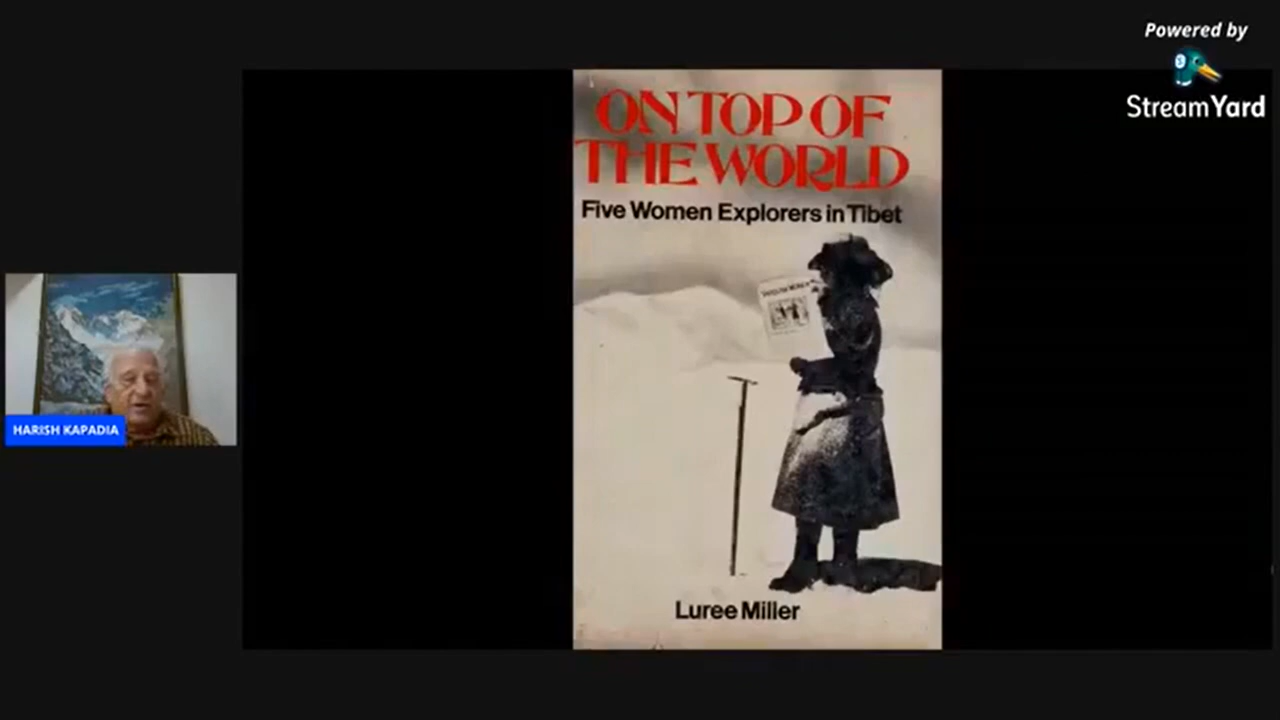 Powered by
StreamYard
ON TOP OF
THE WORLD
Five Women Explorers in Tibet
HARISH KAPADIA
Luree Miller